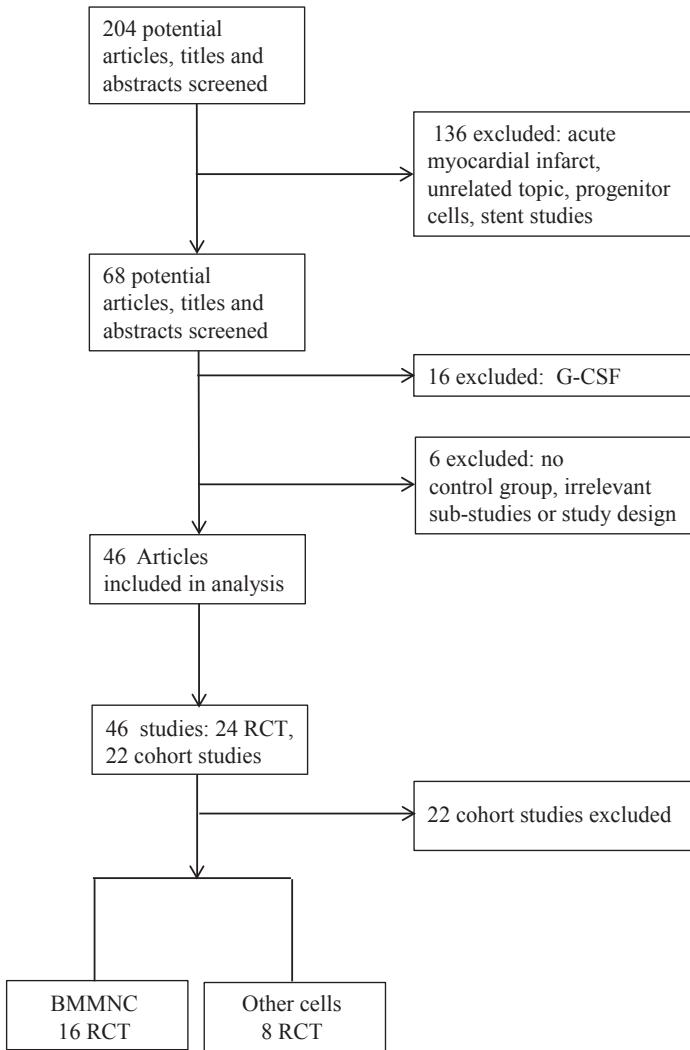 204 potential
articles, titles and
abstracts screened
136 excluded: acute
myocardial infarct,
unrelated topic, progenitor
cells, stent studies
68 potential
articles, titles and
abstracts screened
16 excluded: G-CSF
6 excluded: no
control group, irrelevant
sub-studies or study design
46 Articles
included in analysis
46 studies: 24 RCT,
22 cohort studies
22 cohort studies excluded
BMMNC
16 RCT
Other cells
8 RCT